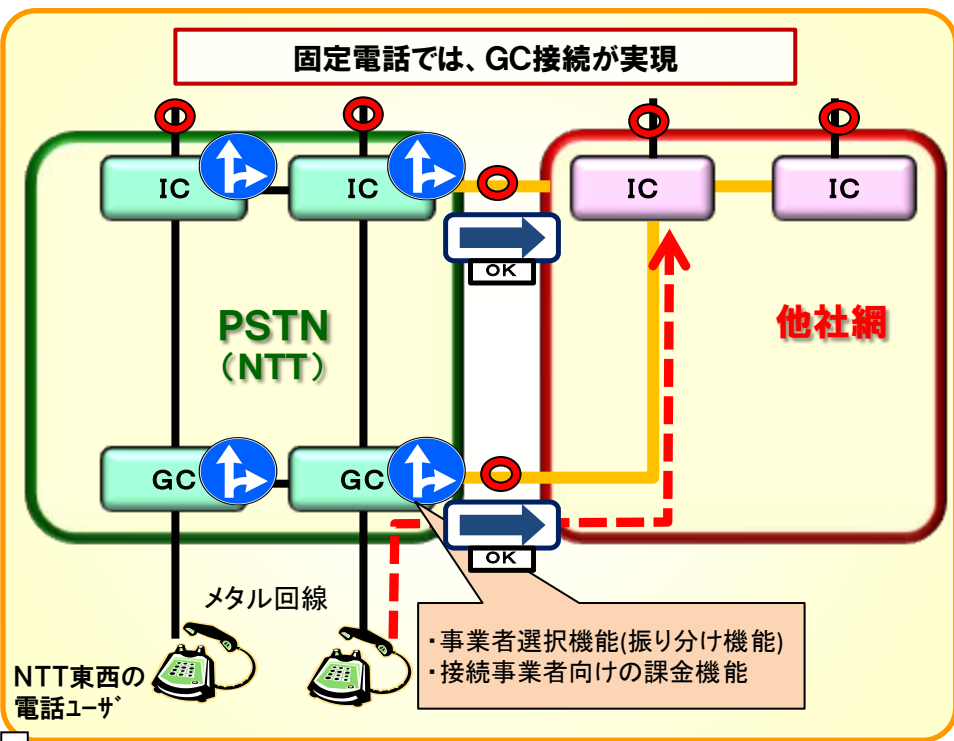 固定電話では、GC接続が実現
IC
IC
IC
IC
OK
PSTN
（NTT）
他社網
GC
GC
OK
メタル回線
・事業者選択機能(振り分け機能)
・接続事業者向けの課金機能
NTT東西の
電話ﾕｰｻﾞ